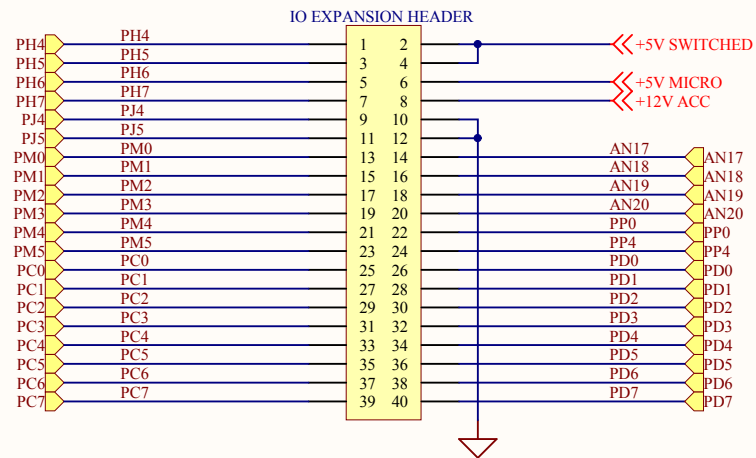 IO EXPANSION HEADER
PH4 PH4 1 2 +5V SWITCHED
PH5 PH5 3 4
PH6 PH6 5 6 +5V MICRO
PH7 PH7 7 8 +12V ACC
PJ4 PJ4 9 10
PJ5 PJ5 11 12
PM0 PM0 13 14 AN17 AN17
PM1 PM1 15 16 AN18 AN18
PM2 PM2 17 18 AN19 AN19
PM3 PM3 19 20 AN20 AN20
PM4 PM4 21 22 PP0 PP0
PM5 PM5 23 24 PP4 PP4
PC0 PC0 25 26 PD0 PD0
PC1 PC1 27 28 PD1 PD1
PC2 PC2 29 30 PD2 PD2
PC3 PC3 31 32 PD3 PD3
PC4 PC4 33 34 PD4 PD4
PC5 PC5 35 36 PD5 PD5
PC6 PC6 37 38 PD6 PD6
PC7 PC7 39 40 PD7 PD7